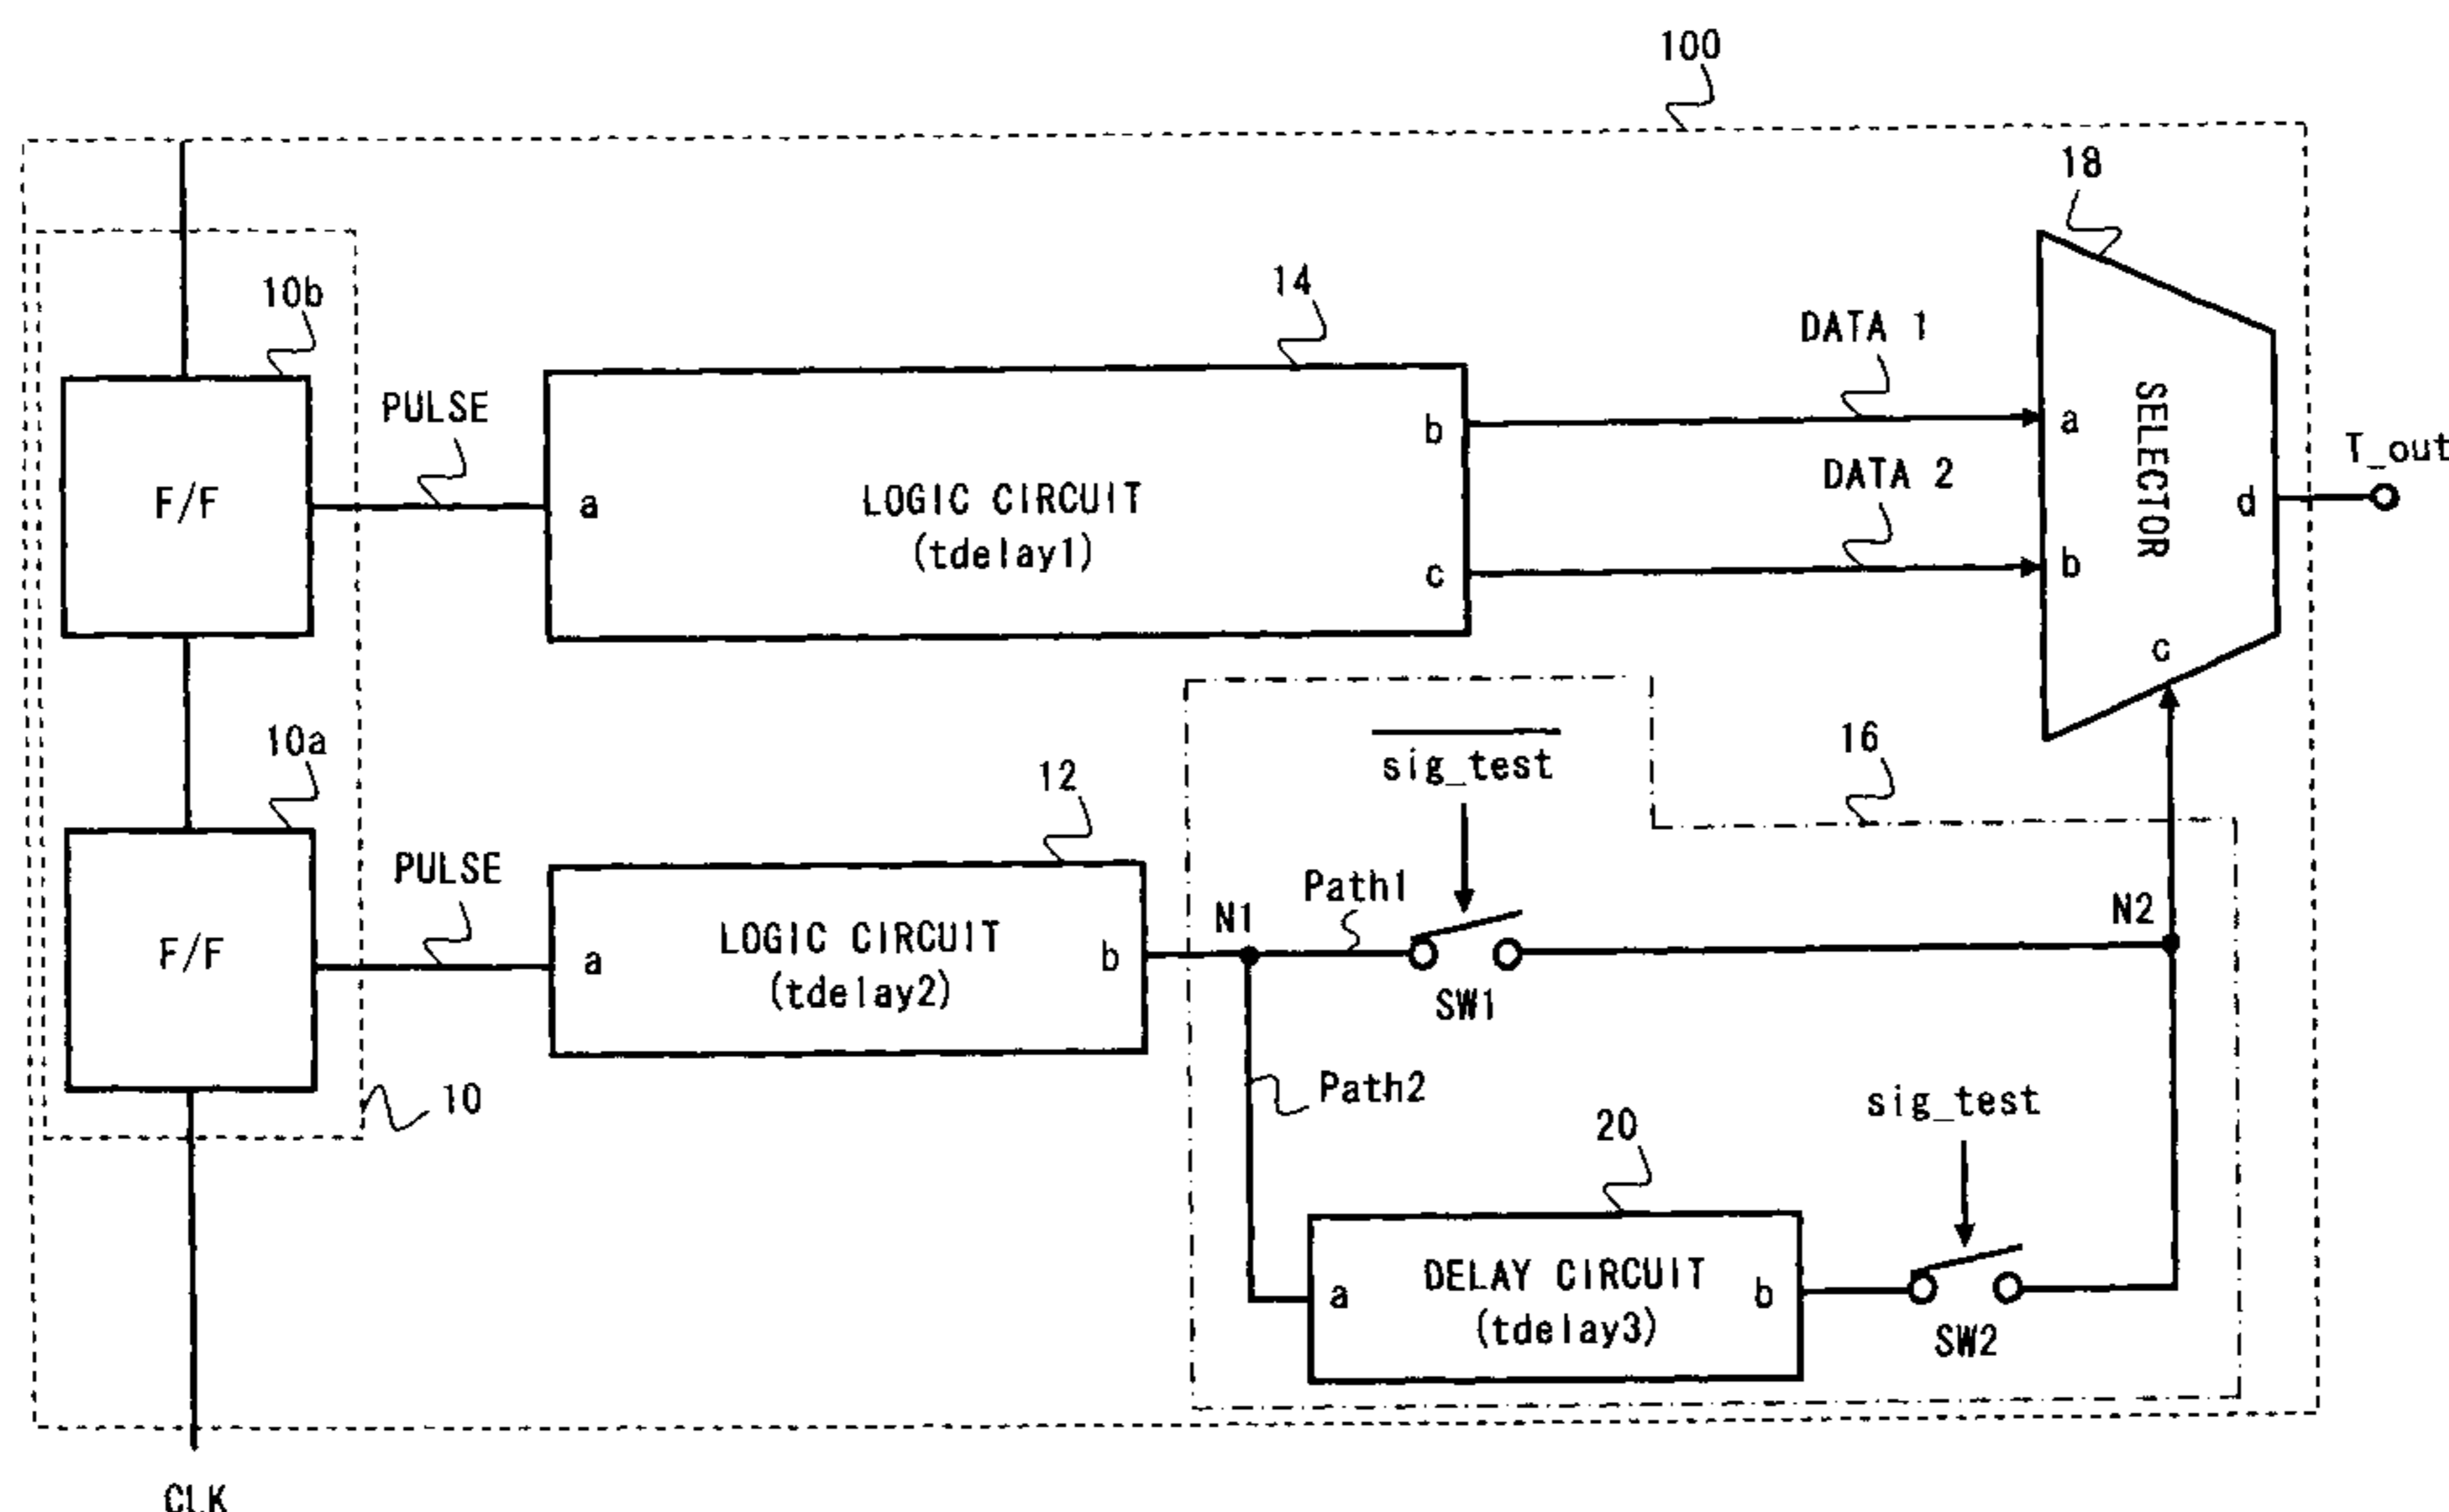 100
18
10b
14
DATA 1
PULSE
b
a
SELECTOR
T_out
F/F
a
LOGIC CIRCUIT
(tdelay1)
DATA 2
d
c
b
c
10a
12
sig_test
16
PULSE
N1
Path1
N2
F/F
a
LOGIC CIRCUIT
(tdelay2)
b
SW1
10
Path2
20
sig_test
a
DELAY CIRCUIT
(tdelay3)
b
SW2
CLK